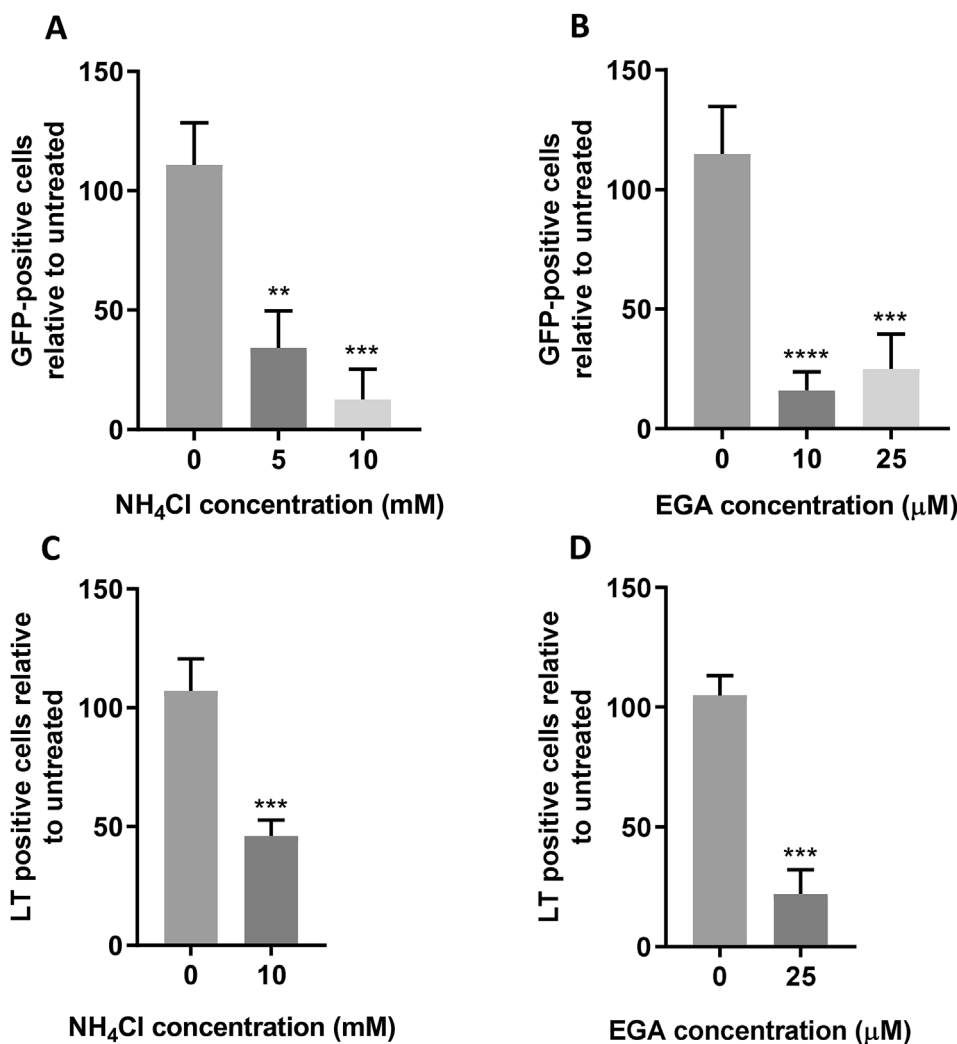 A
GFP-positive cells
relative to untreated
150
100
50
0
**
***
0 5 10
NH₄Cl concentration (mM)
B
GFP-positive cells
relative to untreated
150
100
50
0
****
***
0 10 25
EGA concentration (μM)
C
LT positive cells relative
to untreated
150
100
50
0
***
0 10
NH₄Cl concentration (mM)
D
LT positive cells relative
to untreated
150
100
50
0
***
0 25
EGA concentration (μM)